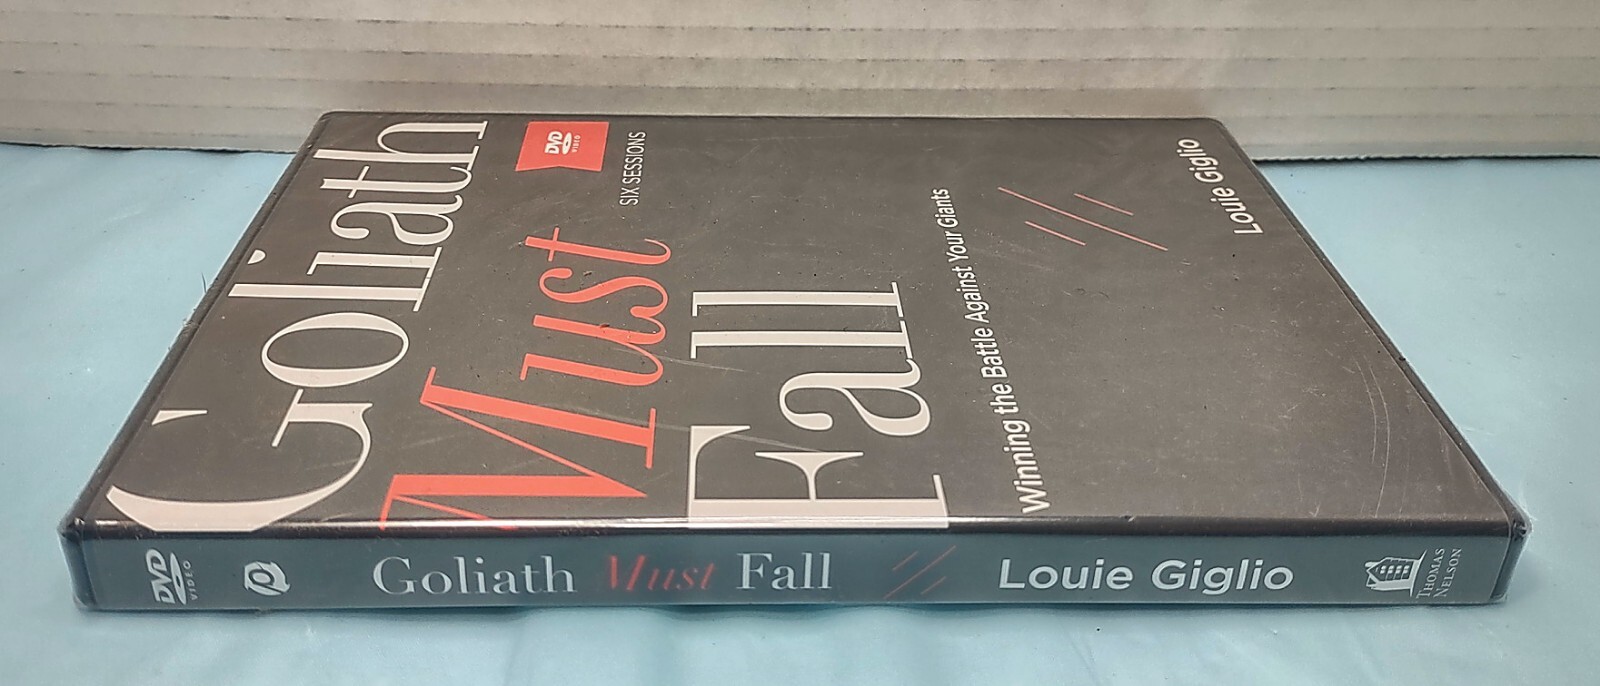 Goliath
Must
Fall
DVD
VIDEO
SIX SESSIONS
Winning the Battle Against Your Giants
Louie Giglio
DVD
VIDEO
Goliath Must Fall
Louie Giglio
THOMAS
NELSON